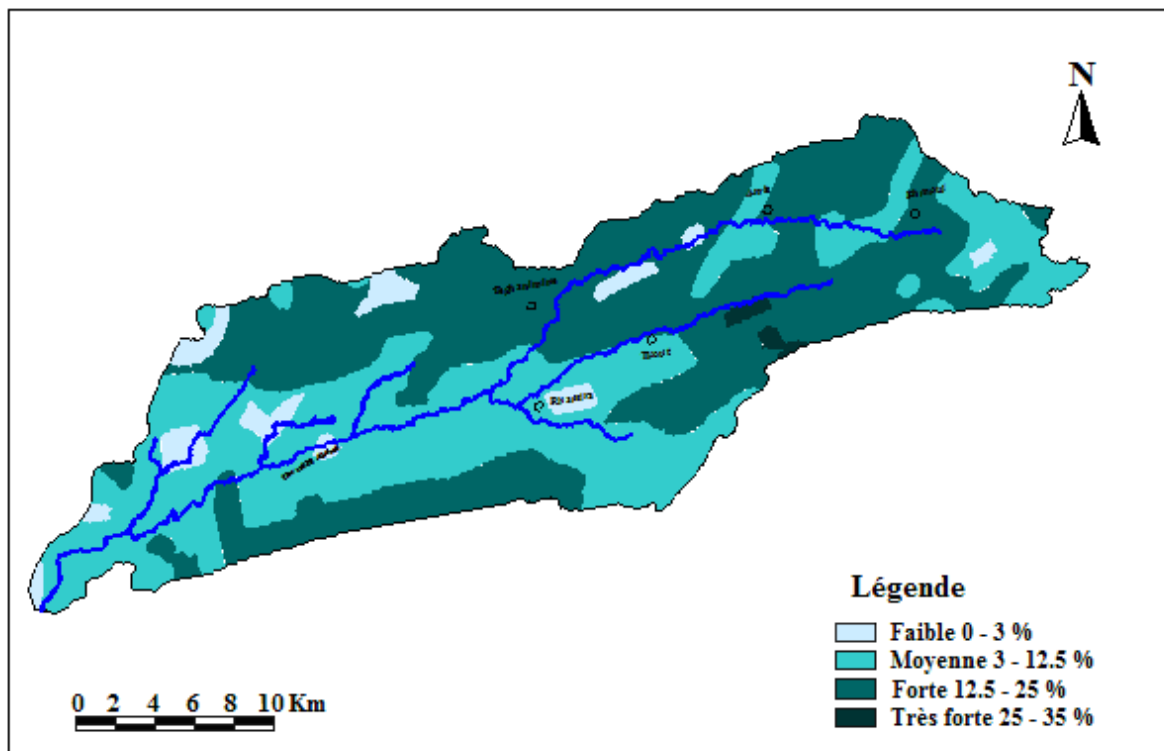 N
Légende
Faible 0 - 3 %
Moyenne 3 - 12.5 %
Forte 12.5 - 25 %
Très forte 25 - 35 %
0 2 4 6 8 10 Km